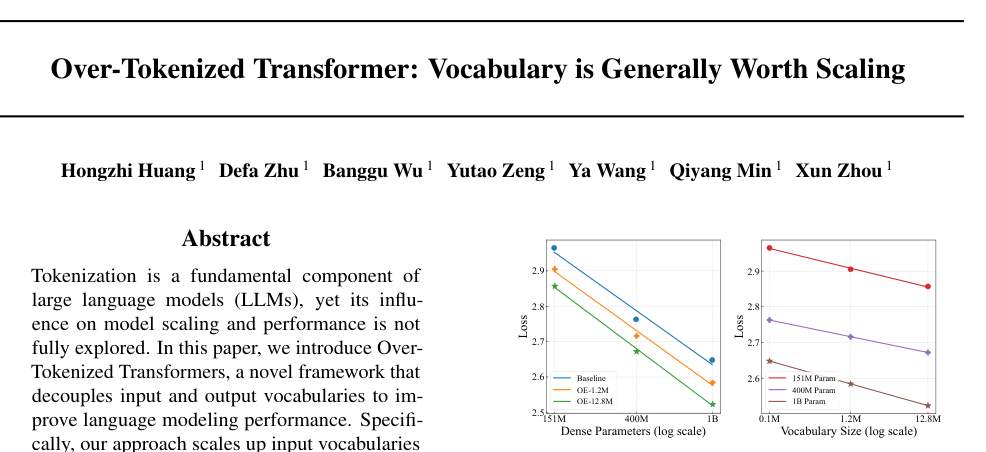 Over-Tokenized Transformer: Vocabulary is Generally Worth Scaling
Hongzhi Huang 1 Defa Zhu 1 Banggu Wu 1 Yutao Zeng 1 Ya Wang 1 Qiyang Min 1 Xun Zhou 1
Abstract
Tokenization is a fundamental component of
large language models (LLMs), yet its influ-
ence on model scaling and performance is not
fully explored. In this paper, we introduce Over-
Tokenized Transformers, a novel framework that
decouples input and output vocabularies to im-
prove language modeling performance. Specifi-
cally, our approach scales up input vocabularies
2.9
2.8
2.7
2.6
2.5
Loss
Baseline
OE-1.2M
OE-12.8M
151M 400M 1B
Dense Parameters (log scale)
2.9
2.8
2.7
2.6
Loss
151M Param
400M Param
1B Param
0.1M 1.2M 12.8M
Vocabulary Size (log scale)